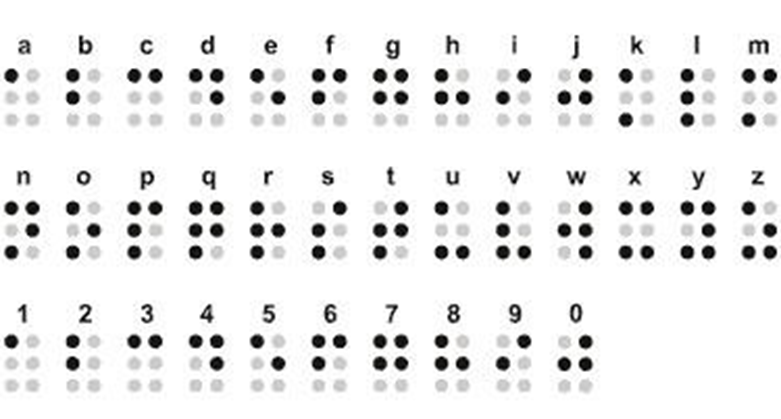 a b c d e f g h i j k l m
n o p q r s t u v w x y z
1 2 3 4 5 6 7 8 9 0